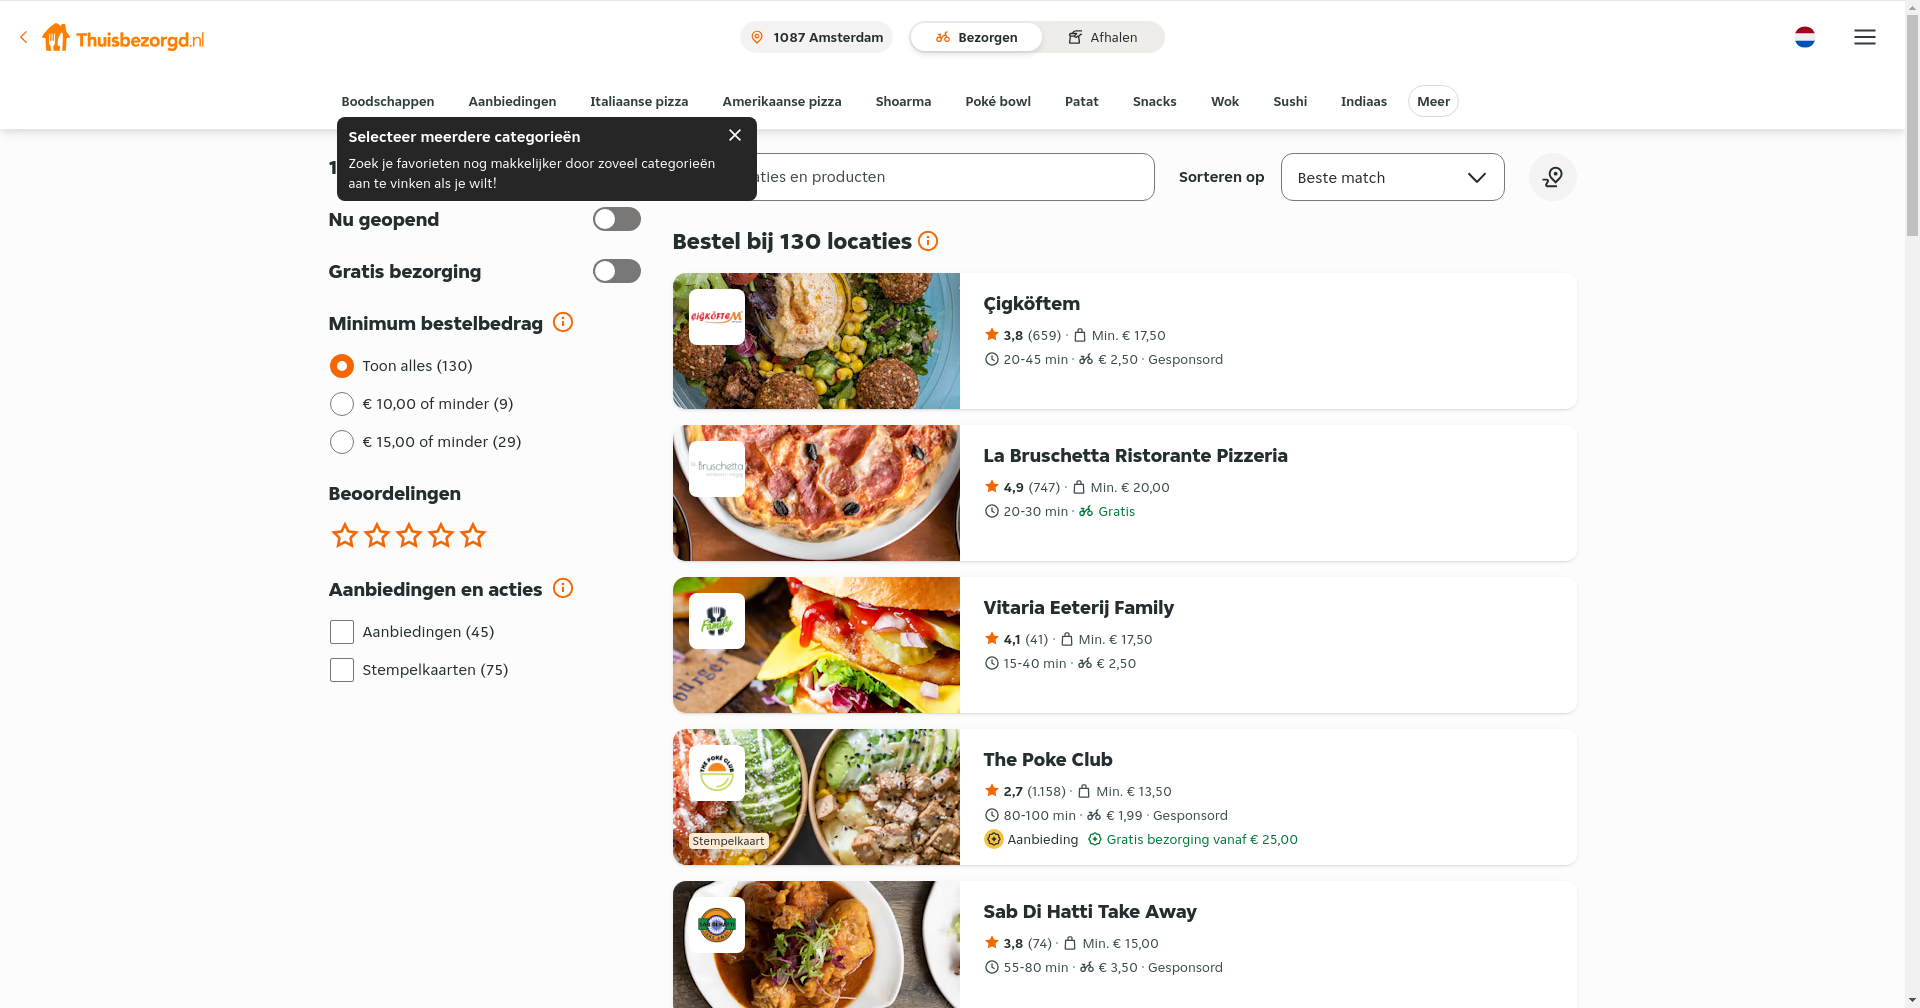 Thuisbezorgd.nl
1087 Amsterdam
Bezorgen
Afhalen
Boodschappen
Aanbiedingen
Italiaanse pizza
Amerikaanse pizza
Shoarma
Poké bowl
Patat
Snacks
Wok
Sushi
Indiaas
Meer
Selecteer meerdere categorieën
Zoek je favorieten nog makkelijker door zoveel categorieën
aan te vinken als je wilt!
en producten
Sorteren op
Beste match
Nu geopend
Gratis bezorging
Minimum bestelbedrag
Toon alles (130)
€ 10,00 of minder (9)
€ 15,00 of minder (29)
Beoordelingen
Aanbiedingen en acties
Aanbiedingen (45)
Stempelkaarten (75)
Bestel bij 130 locaties
ÇiğköfteM
Çigköftem
3,8 (659) · Min. € 17,50
20-45 min · € 2,50 · Gesponsord
La Bruschetta
La Bruschetta Ristorante Pizzeria
4,9 (747) · Min. € 20,00
20-30 min · Gratis
Family
burger
Vitaria Eeterij Family
4,1 (41) · Min. € 17,50
15-40 min · € 2,50
THE POKÉ CLUB
Stempelkaart
The Poke Club
2,7 (1.158) · Min. € 13,50
80-100 min · € 1,99 · Gesponsord
Aanbieding Gratis bezorging vanaf € 25,00
Sab Di Hatti Take Away
3,8 (74) · Min. € 15,00
55-80 min · € 3,50 · Gesponsord